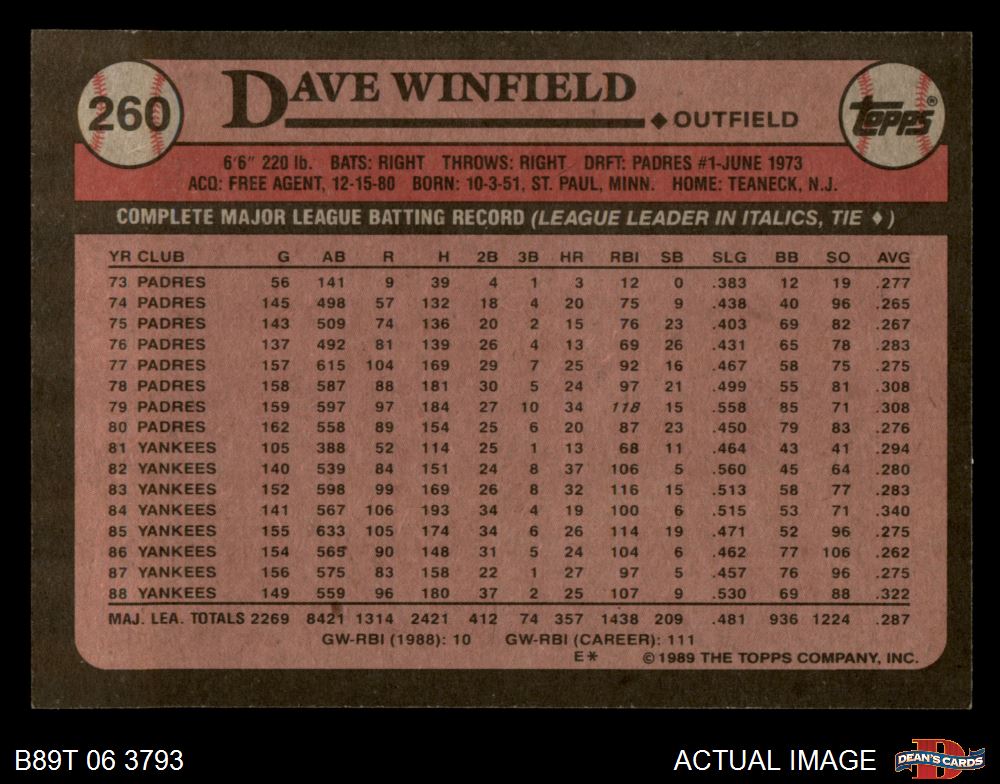 260 DAVE WINFIELD ◆ OUTFIELD TOPPS®
6'6" 220 lb. BATS: RIGHT THROWS: RIGHT DRFT: PADRES #1-JUNE 1973
ACQ: FREE AGENT, 12-15-80 BORN: 10-3-51, ST. PAUL, MINN. HOME: TEANECK, N.J.
COMPLETE MAJOR LEAGUE BATTING RECORD (LEAGUE LEADER IN ITALICS, TIE ♦)
YR CLUB G AB R H 2B 3B HR RBI SB SLG BB SO AVG
73 PADRES 56 141 9 39 4 1 3 12 0 .383 12 19 .277
74 PADRES 145 498 57 132 18 4 20 75 9 .438 40 96 .265
75 PADRES 143 509 74 136 20 2 15 76 23 .403 69 82 .267
76 PADRES 137 492 81 139 26 4 13 69 26 .431 65 78 .283
77 PADRES 157 615 104 169 29 7 25 92 16 .467 58 75 .275
78 PADRES 158 587 88 181 30 5 24 97 21 .499 55 81 .308
79 PADRES 159 597 97 184 27 10 34 118 15 .558 85 71 .308
80 PADRES 162 558 89 154 25 6 20 87 23 .450 79 83 .276
81 YANKEES 105 388 52 114 25 1 13 68 11 .464 43 41 .294
82 YANKEES 140 539 84 151 24 8 37 106 5 .560 45 64 .280
83 YANKEES 152 598 99 169 26 8 32 116 15 .513 58 77 .283
84 YANKEES 141 567 106 193 34 4 19 100 6 .515 53 71 .340
85 YANKEES 155 633 105 174 34 6 26 114 19 .471 52 96 .275
86 YANKEES 154 565 90 148 31 5 24 104 6 .462 77 106 .262
87 YANKEES 156 575 83 158 22 1 27 97 5 .457 76 96 .275
88 YANKEES 149 559 96 180 37 2 25 107 9 .530 69 88 .322
MAJ. LEA. TOTALS 2269 8421 1314 2421 412 74 357 1438 209 .481 936 1224 .287
GW-RBI (1988): 10 GW-RBI (CAREER): 111
E* ©1989 THE TOPPS COMPANY, INC.
B89T 06 3793 ACTUAL IMAGE DEAN'S CARDS